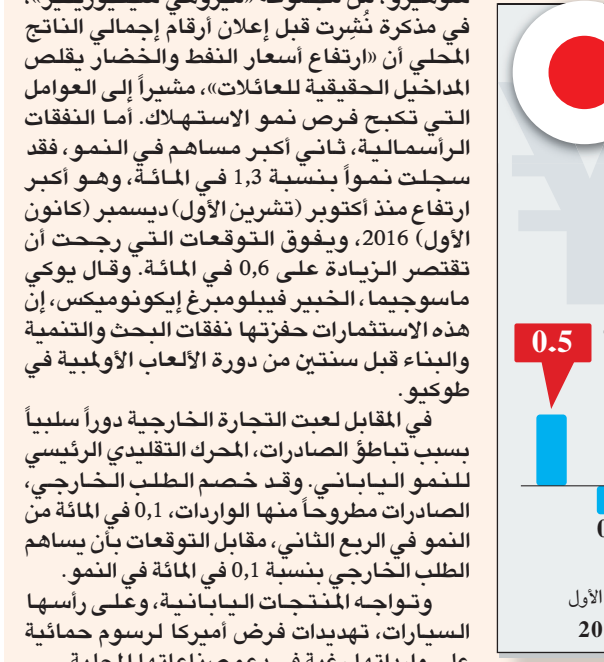 في مذكرة نُشِرت قبل إعلان أرقام إجمالي الناتج
المحلي أن «ارتفاع أسعار النفط والخضار يقلص
المداخيل الحقيقية للعائلات»، مشيراً إلى العوامل
التي تكبح فرص نمو الاستهلاك. أما النفقات
الرأسمالية، ثاني أكبر مساهم في النمو، فقد
سجلت نمواً بنسبة 1,3 في المائة، وهو أكبر
ارتفاع منذ أكتوبر (تشرين الأول) ديسمبر (كانون
الأول) 2016، ويفوق التوقعات التي رجحت أن
تقتصر الزيادة على 0,6 في المائة. وقال يوكي
ماسوجيما، الخبير فيبلومبرغ إيكونوميكس، إن
هذه الاستثمارات حفزتها نفقات البحث والتنمية
والبناء قبل سنتين من دورة الألعاب الأولمبية في
طوكيو.
في المقابل لعبت التجارة الخارجية دوراً سلبياً
بسبب تباطؤ الصادرات، المحرك التقليدي الرئيسي
للنمو الياباني. وقد خصم الطلب الخارجي،
الصادرات مطروحاً منها الواردات، 0,1 في المائة من
النمو في الربع الثاني، مقابل التوقعات بأن يساهم
الطلب الخارجي بنسبة 0,1 في المائة في النمو.
وتواجه المنتجات اليابانية، وعلى رأسها
السيارات، تهديدات فرض أميركا لرسوم حمائية
0.5
الأول
20